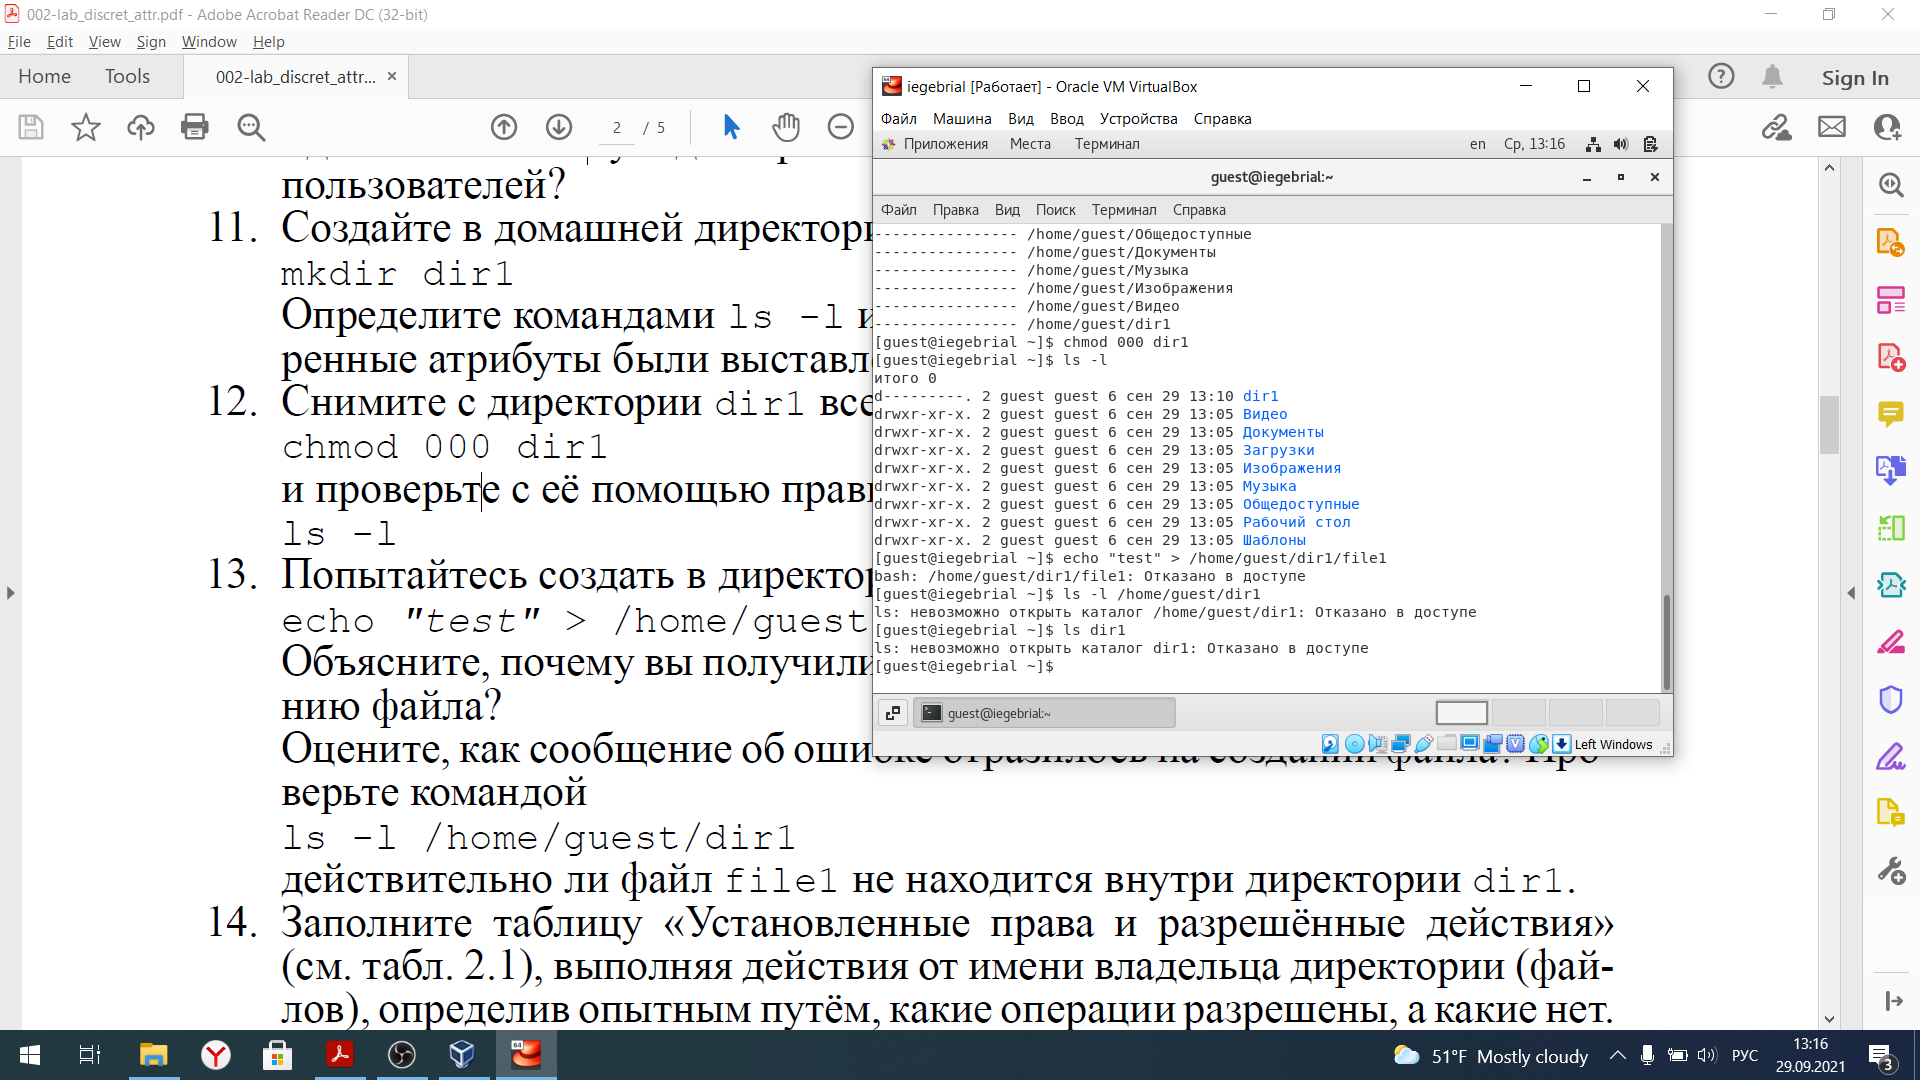 002-lab_discret_attr.pdf - Adobe Acrobat Reader DC (32-bit)
File Edit View Sign Window Help
Home Tools 002-lab_discret_attr... × Sign In
2 / 5
пользователей?
11. Создайте в домашней директори
mkdir dir1
Определите командами ls -l и
ренные атрибуты были выставл
12. Снимите с директории dir1 все
chmod 000 dir1
и проверьте с её помощью прав
ls -l
13. Попытайтесь создать в директор
echo "test" > /home/guest
Объясните, почему вы получили
нию файла?
Оцените, как сообщение об
верьте командой
ls -l /home/guest/dir1
действительно ли файл file1 не находится внутри директории dir1.
14. Заполните таблицу «Установленные права и разрешённые действия»
(см. табл. 2.1), выполняя действия от имени владельца директории (фай-
лов), определив опытным путём, какие операции разрешены, а какие нет.
iegebrial [Работает] - Oracle VM VirtualBox
Файл Машина Вид Ввод Устройства Справка
Приложения Места Терминал en Ср, 13:16
guest@iegebrial:~
Файл Правка Вид Поиск Терминал Справка
---------------- /home/guest/Общедоступные
---------------- /home/guest/Документы
---------------- /home/guest/Музыка
---------------- /home/guest/Изображения
---------------- /home/guest/Видео
---------------- /home/guest/dir1
[guest@iegebrial ~]$ chmod 000 dir1
[guest@iegebrial ~]$ ls -l
итого 0
d---------. 2 guest guest 6 сен 29 13:10 dir1
drwxr-xr-x. 2 guest guest 6 сен 29 13:05 Видео
drwxr-xr-x. 2 guest guest 6 сен 29 13:05 Документы
drwxr-xr-x. 2 guest guest 6 сен 29 13:05 Загрузки
drwxr-xr-x. 2 guest guest 6 сен 29 13:05 Изображения
drwxr-xr-x. 2 guest guest 6 сен 29 13:05 Музыка
drwxr-xr-x. 2 guest guest 6 сен 29 13:05 Общедоступные
drwxr-xr-x. 2 guest guest 6 сен 29 13:05 Рабочий стол
drwxr-xr-x. 2 guest guest 6 сен 29 13:05 Шаблоны
[guest@iegebrial ~]$ echo "test" > /home/guest/dir1/file1
bash: /home/guest/dir1/file1: Отказано в доступе
[guest@iegebrial ~]$ ls -l /home/guest/dir1
ls: невозможно открыть каталог /home/guest/dir1: Отказано в доступе
[guest@iegebrial ~]$ ls dir1
ls: невозможно открыть каталог dir1: Отказано в доступе
[guest@iegebrial ~]$
guest@iegebrial:~
Left Windows
51°F Mostly cloudy РУС 13:16
29.09.2021
3